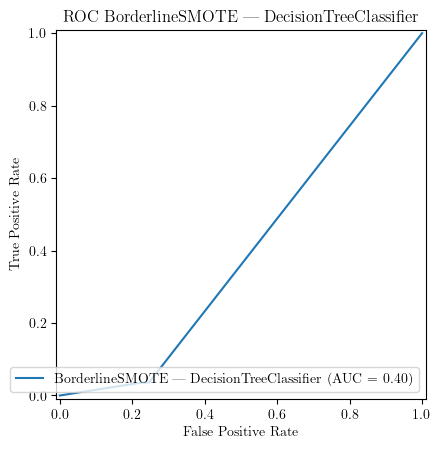 ROC BorderlineSMOTE — DecisionTreeClassifier
1.0
0.8
0.6
0.4
0.2
0.0
True Positive Rate
BorderlineSMOTE — DecisionTreeClassifier (AUC = 0.40)
0.0 0.2 0.4 0.6 0.8 1.0
False Positive Rate